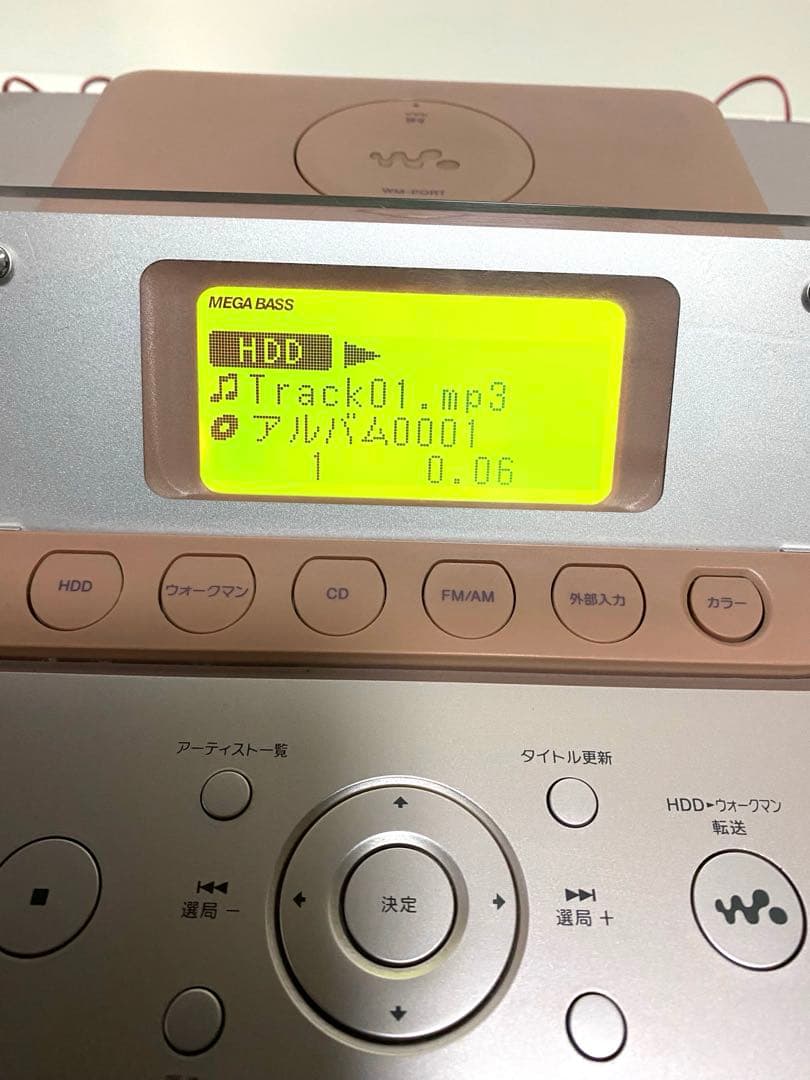 WM-PORT
MEGA BASS
HDD
Track01.mp3
アルバム0001
1 0.06
HDD ウォークマン CD FM/AM 外部入力 カラー
アーティスト一覧 タイトル更新
HDD▶ウォークマン
転送
選局 − 決定 選局 +